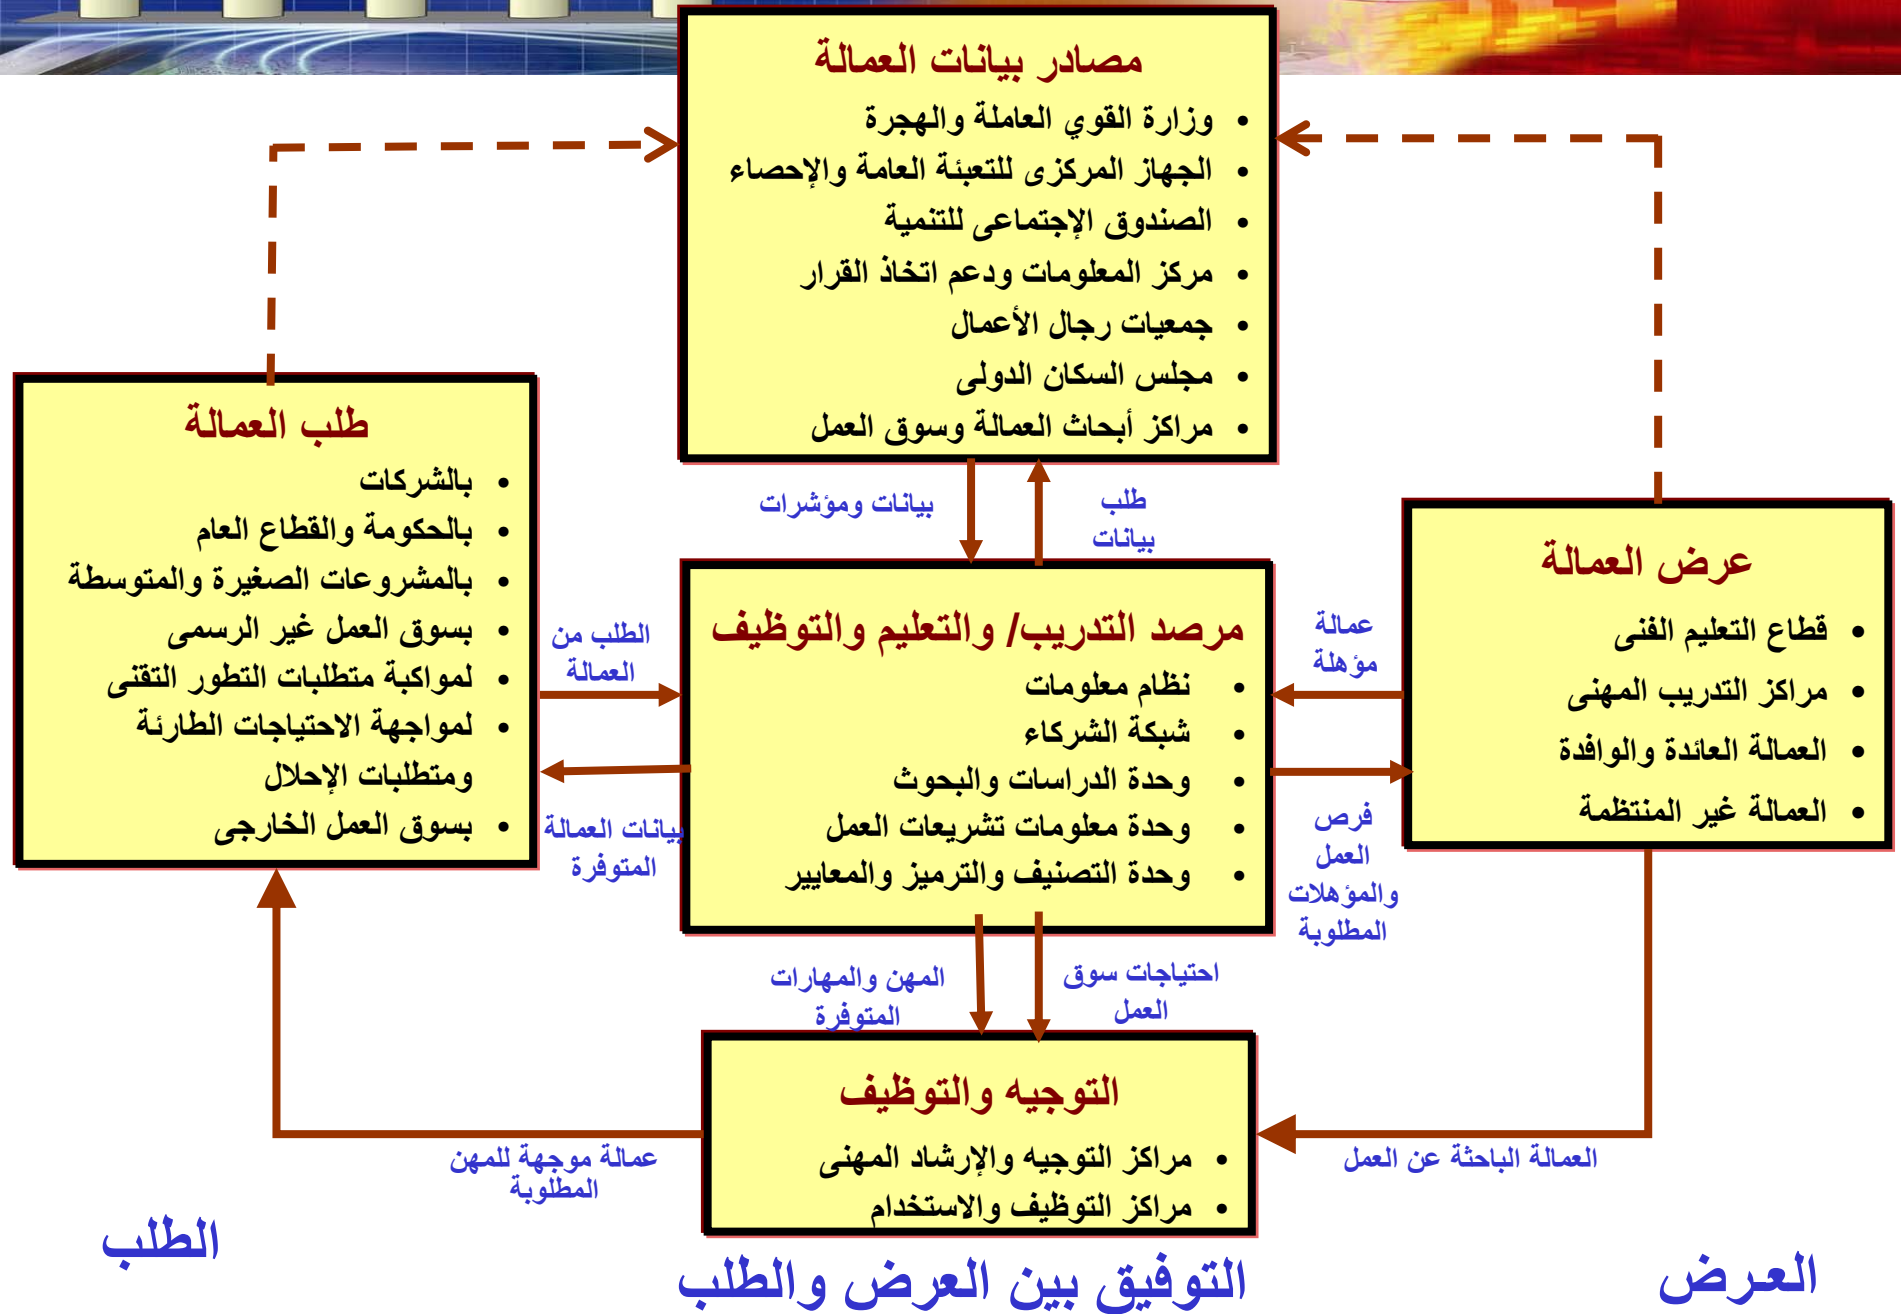 مصادر بيانات العمالة
• وزارة القوي العاملة والهجرة
• الجهاز المركزى للتعبئة العامة والإحصاء
• الصندوق الإجتماعى للتنمية
• مركز المعلومات ودعم اتخاذ القرار
• جمعيات رجال الأعمال
• مجلس السكان الدولى
• مراكز أبحاث العمالة وسوق العمل
طلب
بيانات
بيانات ومؤشرات
عرض العمالة
• قطاع التعليم الفنى
• مراكز التدريب المهنى
• العمالة العائدة والوافدة
• العمالة غير المنتظمة
عمالة
مؤهلة
فرص
العمل
والمؤهلات
المطلوبة
مرصد التدريب/ والتعليم والتوظيف
• نظام معلومات
• شبكة الشركاء
• وحدة الدراسات والبحوث
• وحدة معلومات تشريعات العمل
• وحدة التصنيف والترميز والمعايير
الطلب من
العمالة
بيانات العمالة
المتوفرة
طلب العمالة
• بالشركات
• بالحكومة والقطاع العام
• بالمشروعات الصغيرة والمتوسطة
• بسوق العمل غير الرسمى
• لمواكبة متطلبات التطور التقنى
• لمواجهة الاحتياجات الطارئة
ومتطلبات الإحلال
• بسوق العمل الخارجى
احتياجات سوق
العمل
المهن والمهارات
المتوفرة
التوجيه والتوظيف
• مراكز التوجيه والإرشاد المهنى
• مراكز التوظيف والاستخدام
العمالة الباحثة عن العمل
عمالة موجهة للمهن
المطلوبة
العـرض
التوفيق بين العرض والطلب
الطلب